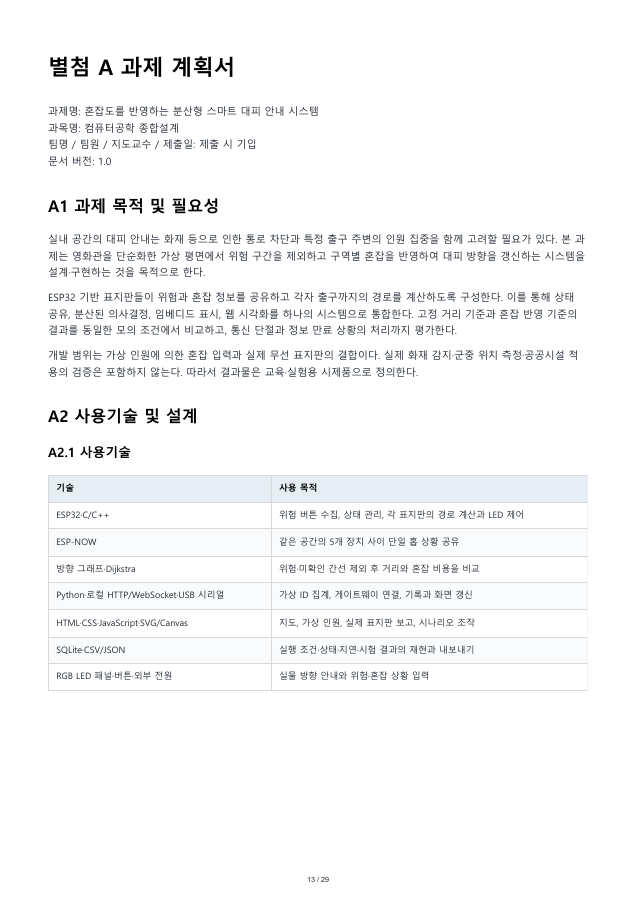 별첨 A 과제 계획서
과제명: 혼잡도를 반영하는 분산형 스마트 대피 안내 시스템
과목명: 컴퓨터공학 종합설계
팀명 / 팀원 / 지도교수 / 제출일: 제출 시 기입
문서 버전: 1.0
A1 과제 목적 및 필요성
실내 공간의 대피 안내는 화재 등으로 인한 통로 차단과 특정 출구 주변의 인원 집중을 함께 고려할 필요가 있다. 본 과
제는 영화관을 단순화한 가상 평면에서 위험 구간을 제외하고 구역별 혼잡을 반영하여 대피 방향을 갱신하는 시스템을
설계·구현하는 것을 목적으로 한다.
ESP32 기반 표지판들이 위험과 혼잡 정보를 공유하고 각자 출구까지의 경로를 계산하도록 구성한다. 이를 통해 상태
공유, 분산된 의사결정, 임베디드 표시, 웹 시각화를 하나의 시스템으로 통합한다. 고정 거리 기준과 혼잡 반영 기준의
결과를 동일한 모의 조건에서 비교하고, 통신 단절과 정보 만료 상황의 처리까지 평가한다.
개발 범위는 가상 인원에 의한 혼잡 입력과 실제 무선 표지판의 결합이다. 실제 화재 감지·군중 위치 측정·공공시설 적
용의 검증은 포함하지 않는다. 따라서 결과물은 교육·실험용 시제품으로 정의한다.
A2 사용기술 및 설계
A2.1 사용기술
기술 사용 목적
ESP32·C/C++ 위험 버튼 수집, 상태 관리, 각 표지판의 경로 계산과 LED 제어
ESP-NOW 같은 공간의 5개 장치 사이 단일 홉 상황 공유
방향 그래프·Dijkstra 위험·미확인 간선 제외 후 거리와 혼잡 비용을 비교
Python·로컬 HTTP/WebSocket·USB 시리얼 가상 ID 집계, 게이트웨이 연결, 기록과 화면 갱신
HTML·CSS·JavaScript·SVG/Canvas 지도, 가상 인원, 실제 표지판 보고, 시나리오 조작
SQLite·CSV/JSON 실행 조건·상태·지연·시험 결과의 재현과 내보내기
RGB LED 패널·버튼·외부 전원 실물 방향 안내와 위험·혼잡 상황 입력
13 / 29